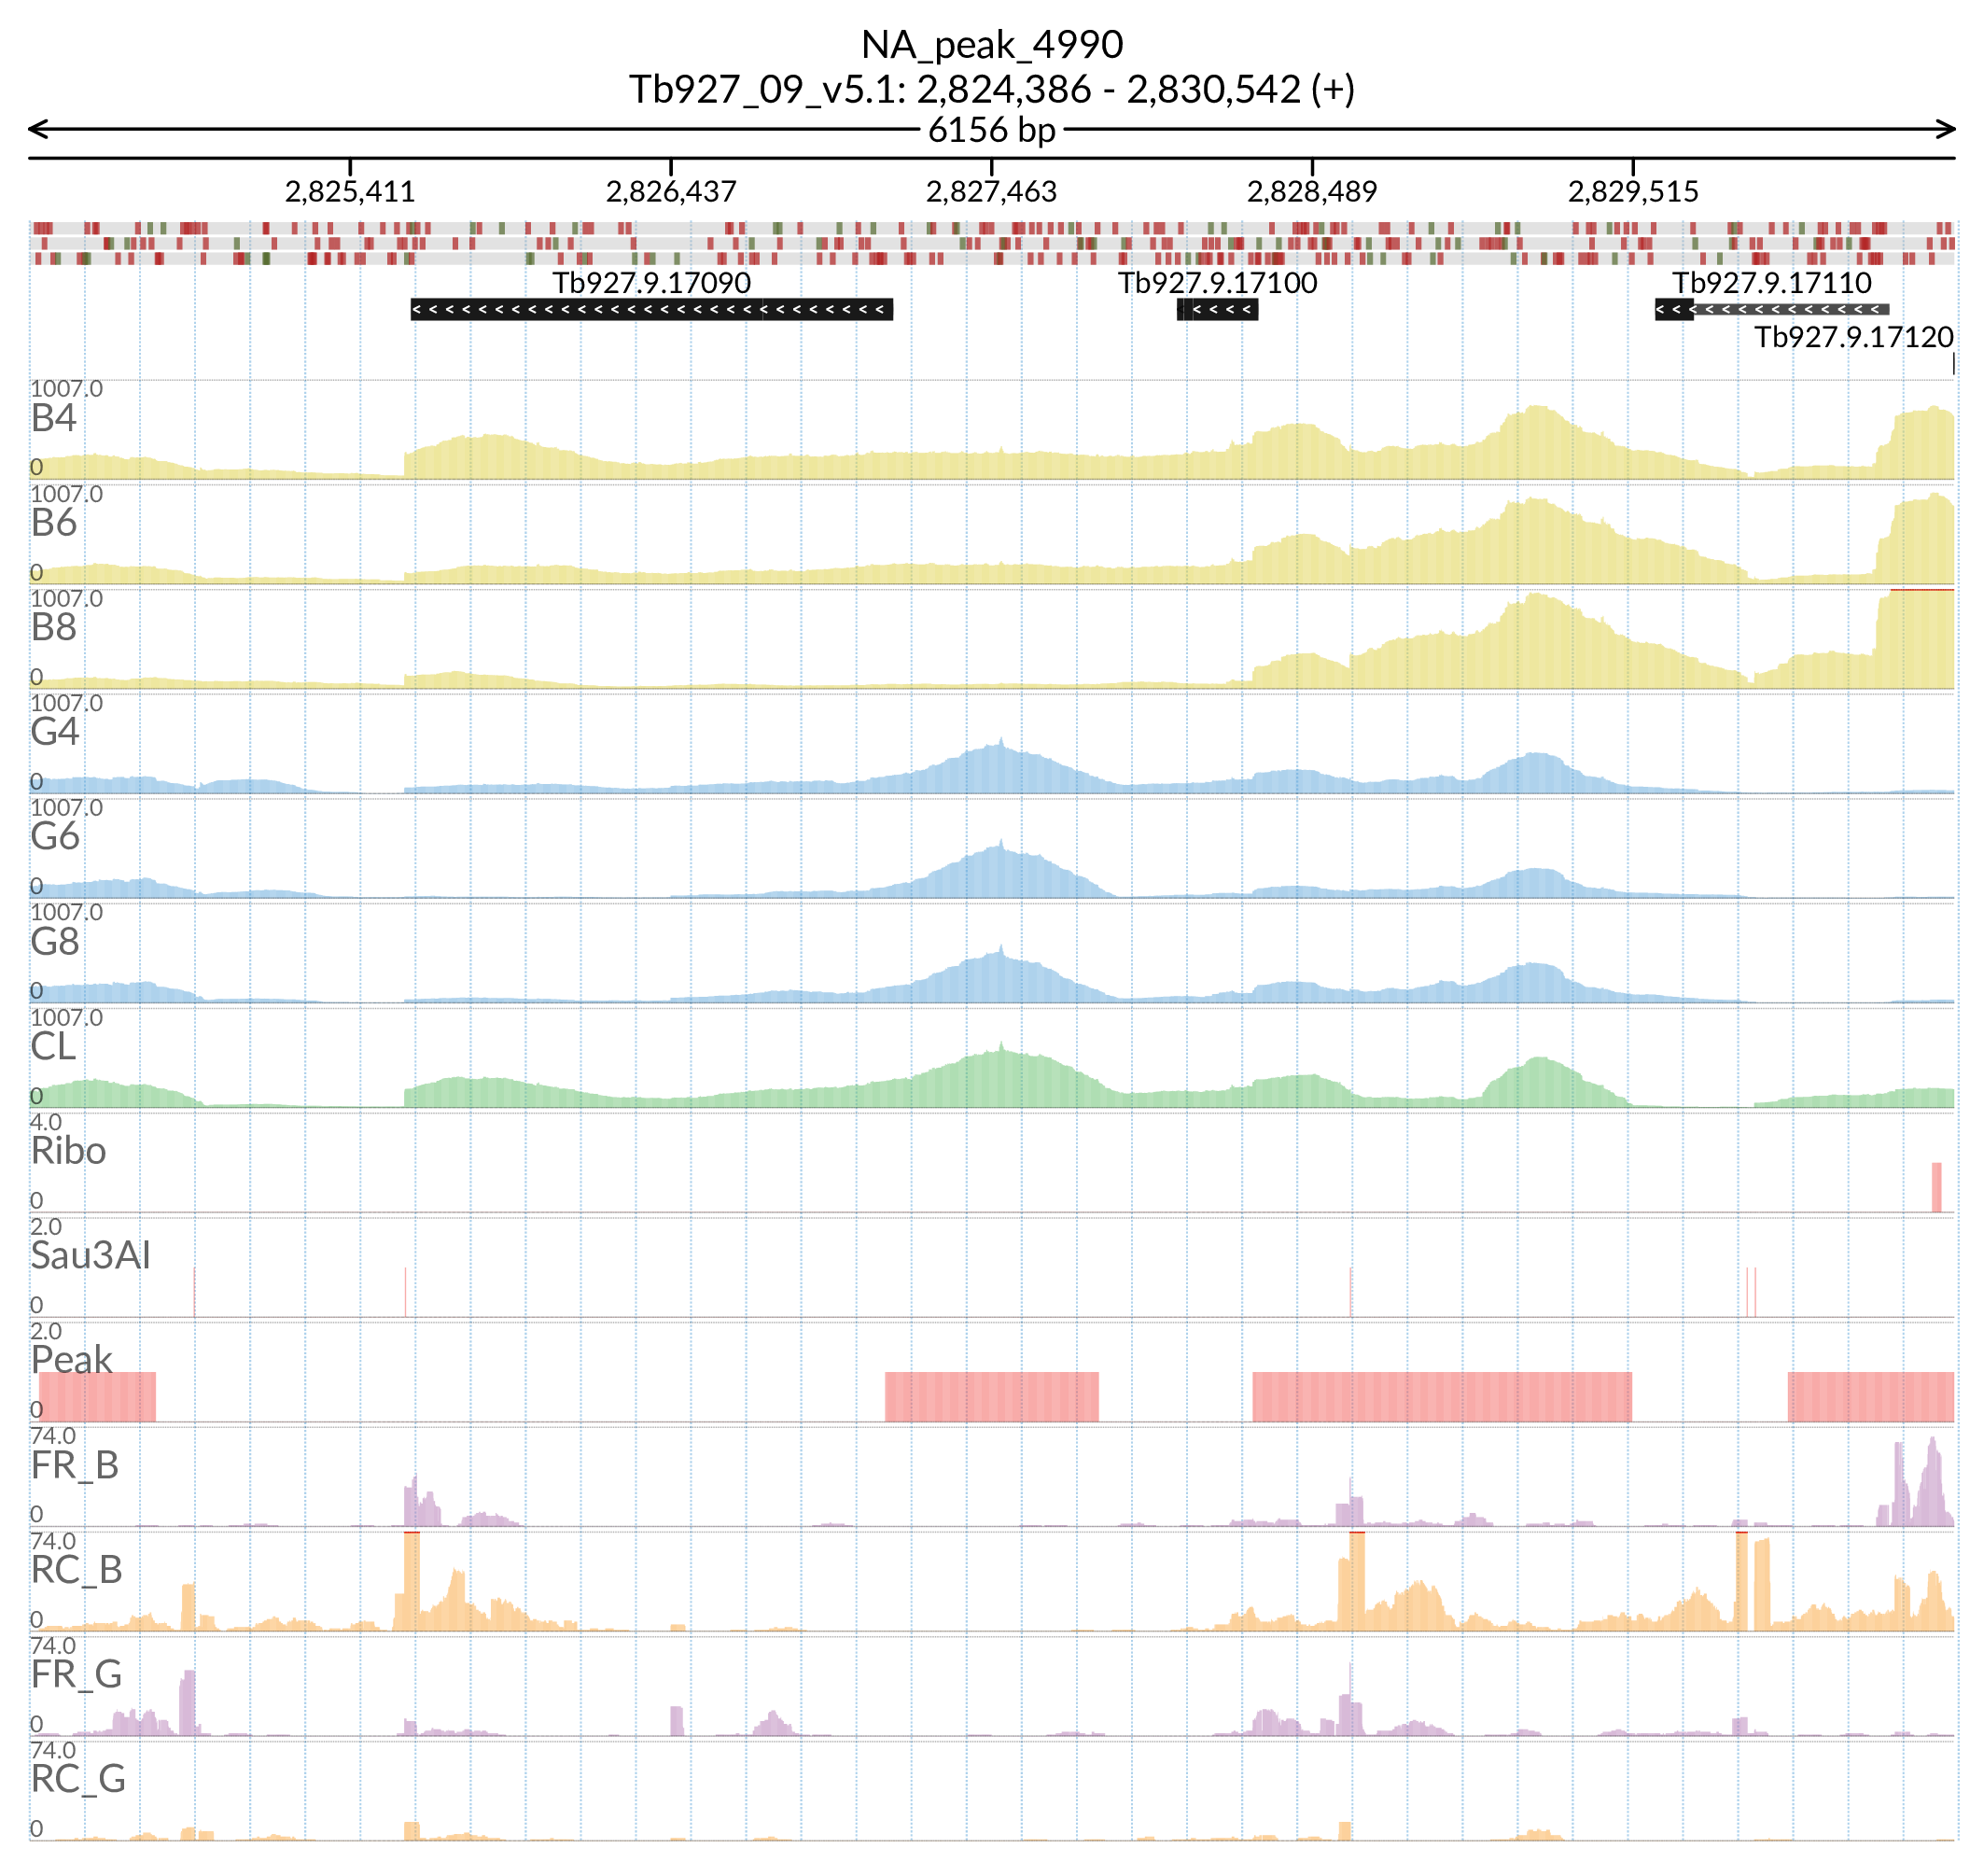 NA_peak_4990
Tb927_09_v5.1: 2,824,386 - 2,830,542 (+)
6156 bp
2,825,411 2,826,437 2,827,463 2,828,489 2,829,515
Tb927.9.17090 Tb927.9.17100 Tb927.9.17110
Tb927.9.17120
1007.0
B4
0
1007.0
B6
0
1007.0
B8
0
1007.0
G4
0
1007.0
G6
0
1007.0
G8
0
1007.0
CL
0
4.0
Ribo
0
2.0
Sau3AI
0
2.0
Peak
0
74.0
FR_B
0
74.0
RC_B
0
74.0
FR_G
0
74.0
RC_G
0